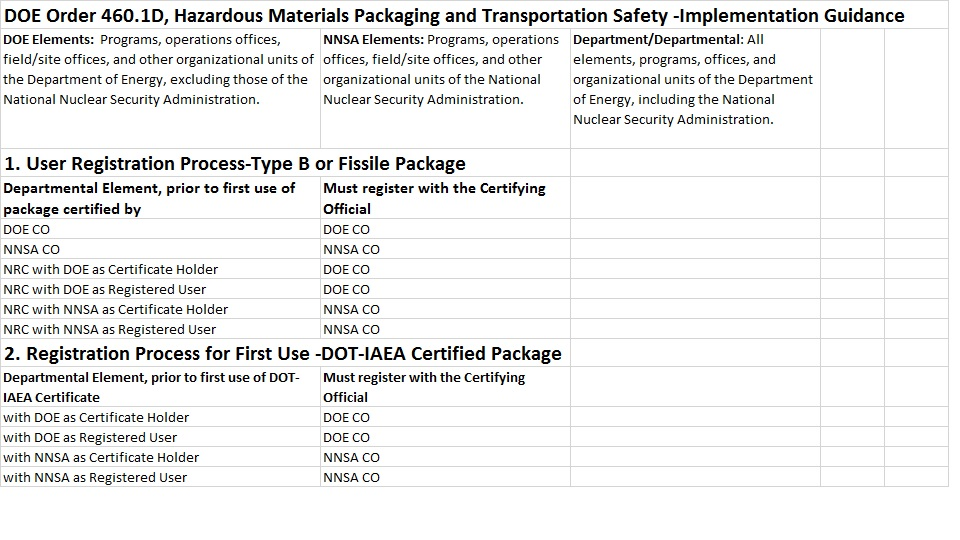 DOE Order 460.1D, Hazardous Materials Packaging and Transportation Safety -Implementation Guidance
DOE Elements:  Programs, operations offices,
field/site offices, and other organizational units of
the Department of Energy, excluding those of the
National Nuclear Security Administration.
NNSA Elements: Programs, operations
offices, field/site offices, and other
organizational units of the National
Nuclear Security Administration.
Department/Departmental: All
elements, programs, offices, and
organizational units of the Department
of Energy, including the National
Nuclear Security Administration.
1. User Registration Process-Type B or Fissile Package
Departmental Element, prior to first use of
package certified by
Must register with the Certifying
Official
DOE CO
DOE CO
NNSA CO
NNSA CO
NRC with DOE as Certificate Holder
DOE CO
NRC with DOE as Registered User
DOE CO
NRC with NNSA as Certificate Holder
NNSA CO
NRC with NNSA as Registered User
NNSA CO
2. Registration Process for First Use -DOT-IAEA Certified Package
Departmental Element, prior to first use of DOT-
IAEA Certificate
Must register with the Certifying
Official
with DOE as Certificate Holder
DOE CO
with DOE as Registered User
DOE CO
with NNSA as Certificate Holder
NNSA CO
with NNSA as Registered User
NNSA CO